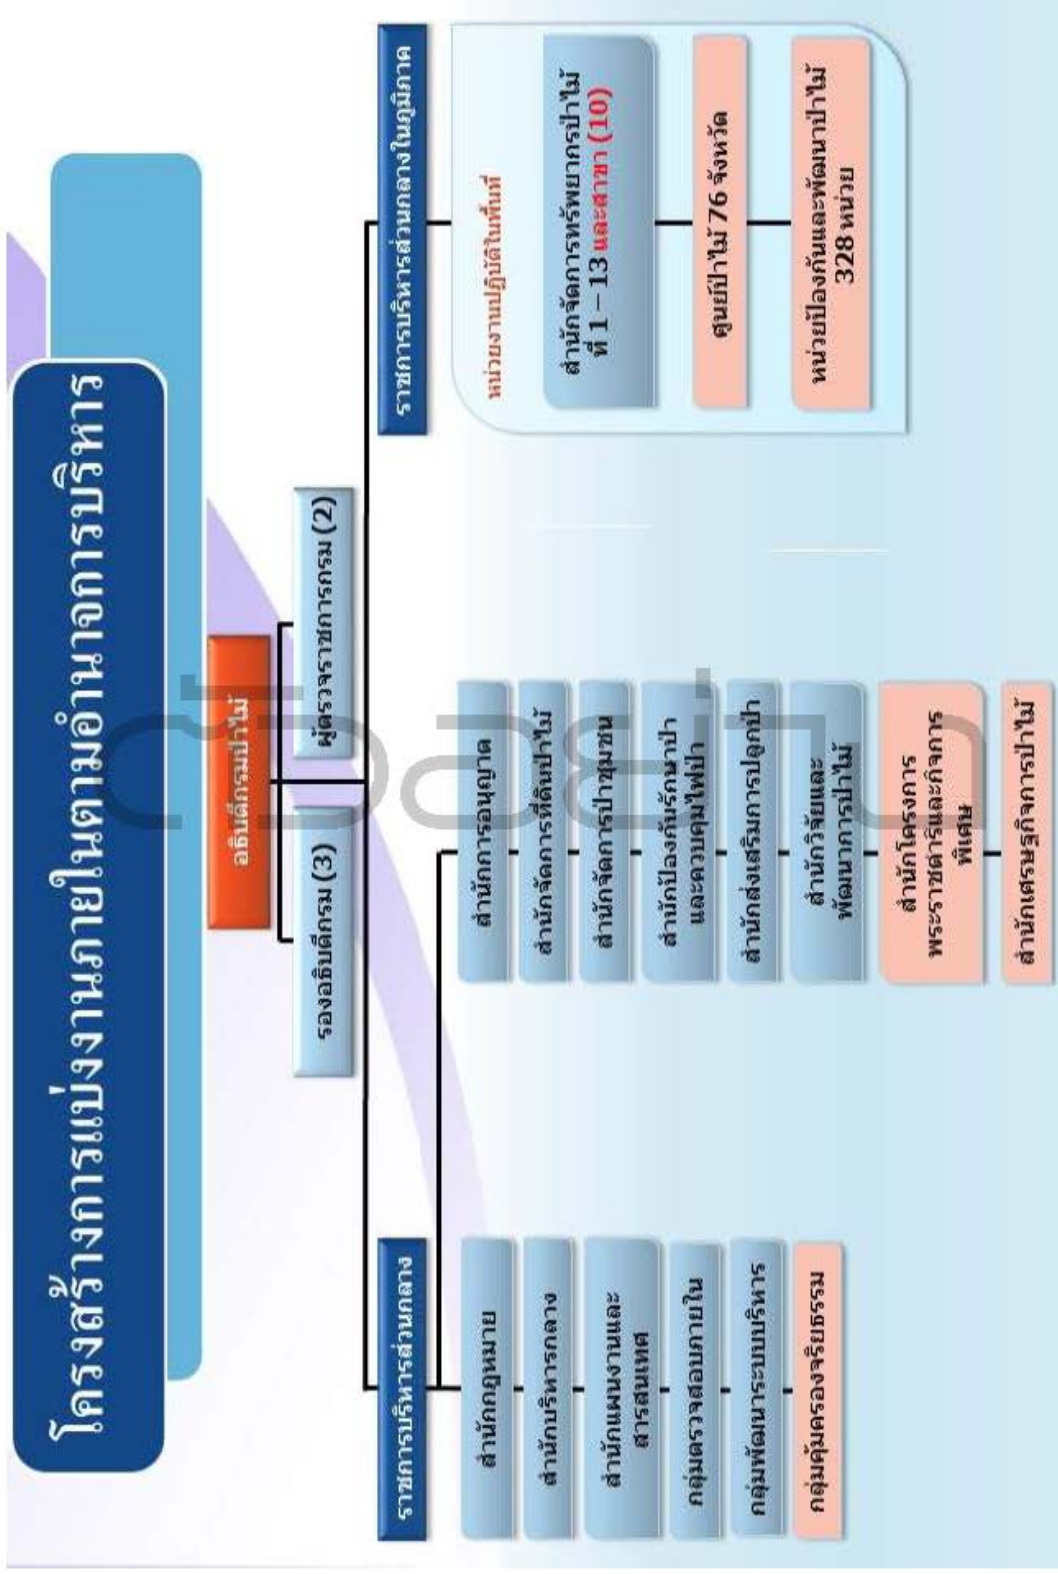 โครงสร้างการแบ่งงานภายในตามอำนาจการบริหาร
อธิบดีกรมป่าไม้
รองอธิบดีกรม (3)
ผู้ตรวจราชการกรม (2)
ราชการบริหารส่วนกลาง
สำนักกฎหมาย
สำนักบริหารกลาง
สำนักแผนงานและ
สารสนเทศ
กลุ่มตรวจสอบภายใน
กลุ่มพัฒนาระบบบริหาร
กลุ่มคุ้มครองจริยธรรม
สำนักการอนุญาต
สำนักจัดการที่ดินป่าไม้
สำนักจัดการป่าชุมชน
สำนักป้องกันรักษาป่า
และควบคุมไฟป่า
สำนักส่งเสริมการปลูกป่า
สำนักวิจัยและ
พัฒนาการป่าไม้
สำนักโครงการ
พระราชดำริและกิจการ
พิเศษ
สำนักเศรษฐกิจการป่าไม้
ราชการบริหารส่วนกลางในภูมิภาค
หน่วยงานปฏิบัติในพื้นที่
สำนักจัดการทรัพยากรป่าไม้
ที่ 1 – 13 และสาขา (10)
ศูนย์ป่าไม้ 76 จังหวัด
หน่วยป้องกันและพัฒนาป่าไม้
328 หน่วย
ตัวอย่าง